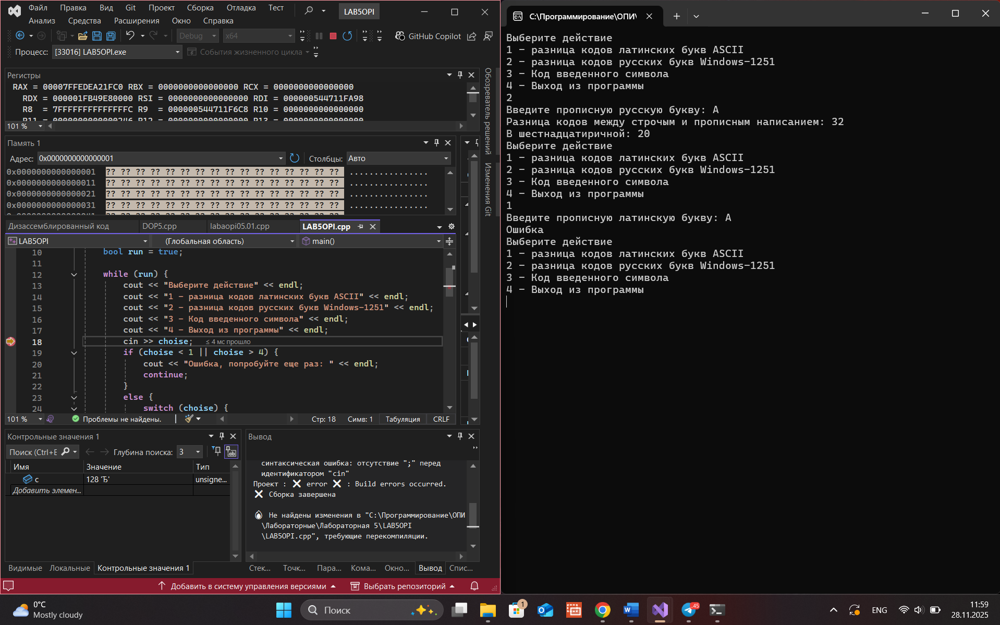 Файл Правка Вид Git Проект Сборка Отладка Тест LAB5OPI
Анализ Средства Расширения Окно Справка
Debug x64 GitHub Copilot
Процесс: [33016] LAB5OPI.exe События жизненного цикла
Регистры
RAX = 00007FFEDEA21FC0 RBX = 0000000000000000 RCX = 0000000000000000
RDX = 000001FB49E80000 RSI = 0000000000000000 RDI = 000000544711FA98
R8 = 7FFFFFFFFFFFFFFC R9 = 000000544711F6C8 R10 = 0000000000000000
R11 = 0000000000000246 R12 = 0000000000000000 R13 = 0000000000000000
101 %
Обозреватель решений
Изменения Git
Память 1
Адрес: 0x0000000000000001 Столбцы: Авто
0x0000000000000001 ?? ?? ?? ?? ?? ?? ?? ?? ?? ?? ?? ?? ?? ?? ?? ?? ................
0x0000000000000011 ?? ?? ?? ?? ?? ?? ?? ?? ?? ?? ?? ?? ?? ?? ?? ?? ................
0x0000000000000021 ?? ?? ?? ?? ?? ?? ?? ?? ?? ?? ?? ?? ?? ?? ?? ?? ................
0x0000000000000031 ?? ?? ?? ?? ?? ?? ?? ?? ?? ?? ?? ?? ?? ?? ?? ?? ................
Дизассемблированный код DOP5.cpp labaopi05.01.cpp LAB5OPI.cpp
LAB5OPI (Глобальная область) main()
10 bool run = true;
11
12 while (run) {
13 cout << "Выберите действие" << endl;
14 cout << "1 - разница кодов латинских букв ASCII" << endl;
15 cout << "2 - разница кодов русских букв Windows-1251" << endl;
16 cout << "3 - Код введенного символа" << endl;
17 cout << "4 - Выход из программы" << endl;
18 cin >> choise; ≤ 4 мс прошло
19 if (choise < 1 || choise > 4) {
20 cout << "Ошибка, попробуйте еще раз: " << endl;
21 continue;
22 }
23 else {
24 switch (choise) {
101 % Проблемы не найдены. Стр: 18 Симв: 1 Табуляция CRLF
Контрольные значения 1
Поиск (Ctrl+E Глубина поиска: 3
Имя Значение Тип
c 128 'Ђ' unsigne...
Добавить элемен...
Видимые Локальные Контрольные значения 1
Вывод
синтаксическая ошибка: отсутствие ";" перед
идентификатором "cin"
Проект : ❌ error ❌ : Build errors occurred.
❌ Сборка завершена
Не найдены изменения в "C:\Программирование\ОПИ
\Лабораторные\Лабораторная 5\LAB5OPI
\LAB5OPI.cpp", требующие перекомпиляции.
Стек... Точк... Пара... Кома... Окно... Вывод Спис...
Добавить в систему управления версиями Выбрать репозиторий
C:\Программирование\ОПИ\
Выберите действие
1 - разница кодов латинских букв ASCII
2 - разница кодов русских букв Windows-1251
3 - Код введенного символа
4 - Выход из программы
2
Введите прописную русскую букву: А
Разница кодов между строчым и прописным написанием: 32
В шестнадцатиричной: 20
Выберите действие
1 - разница кодов латинских букв ASCII
2 - разница кодов русских букв Windows-1251
3 - Код введенного символа
4 - Выход из программы
1
Введите прописную латинскую букву: А
Ошибка
Выберите действие
1 - разница кодов латинских букв ASCII
2 - разница кодов русских букв Windows-1251
3 - Код введенного символа
4 - Выход из программы
0°C
Mostly cloudy
Поиск
1
45
ENG
11:59
28.11.2025